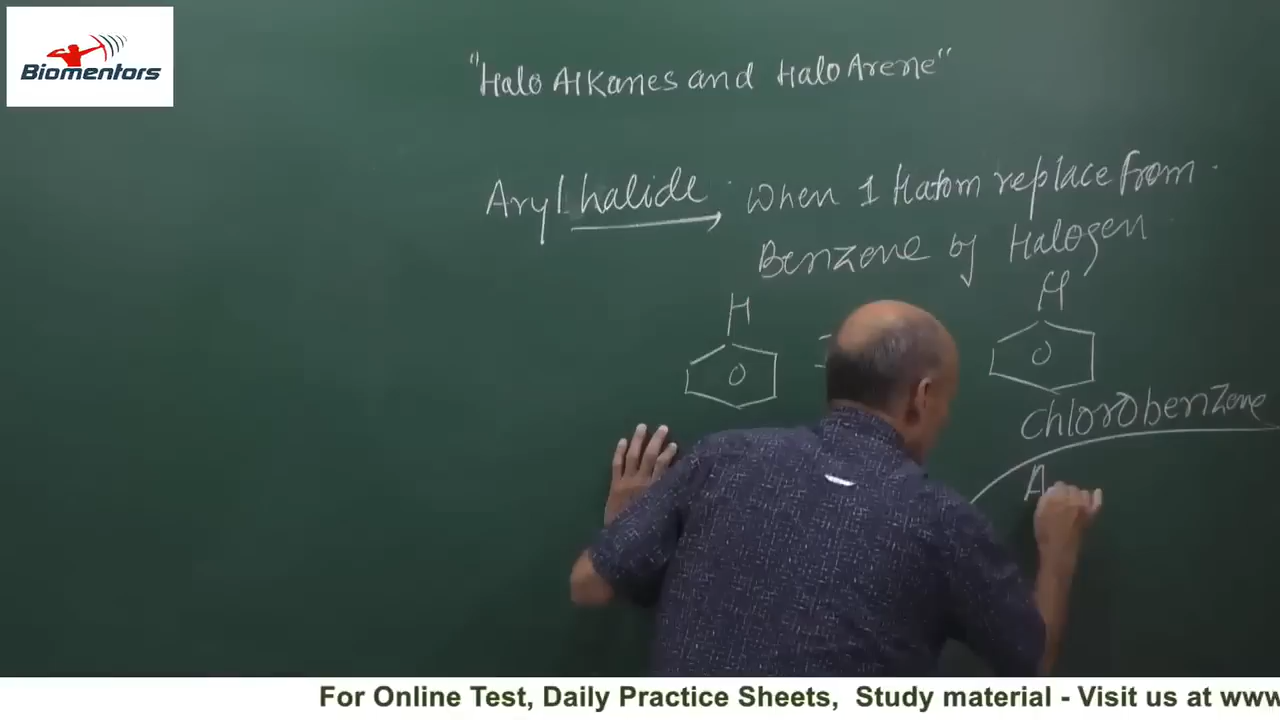 Biomentors
"Halo Alkanes and Halo Arene"
Aryl halide When 1 H atom replace from
Benzene by Halogen
H
H
Chlorobenzene
A
For Online Test, Daily Practice Sheets, Study material - Visit us at www